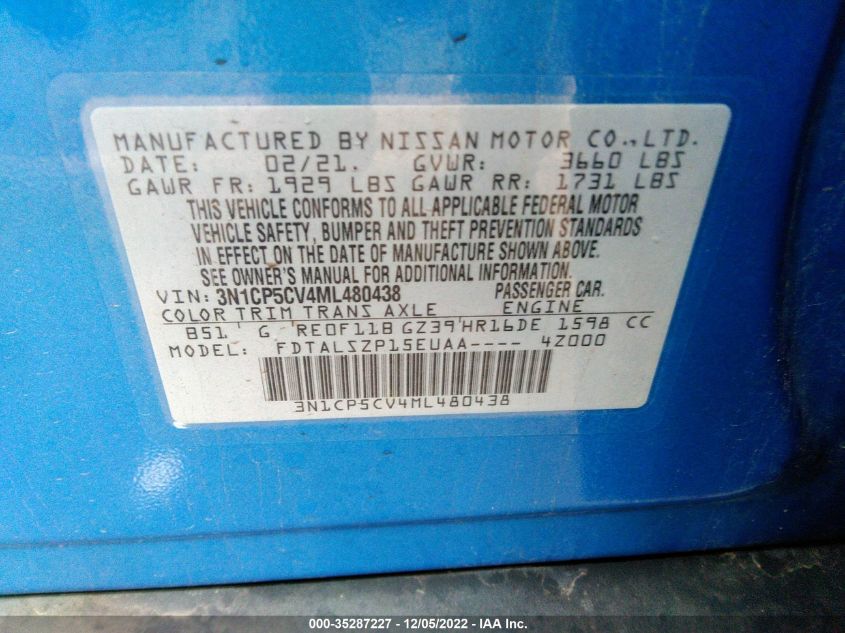 MANUFACTURED BY NISSAN MOTOR CO.,LTD.
DATE: 02/21. GVWR: 3660 LBS
GAWR FR: 1929 LBS GAWR RR: 1731 LBS
THIS VEHICLE CONFORMS TO ALL APPLICABLE FEDERAL MOTOR
VEHICLE SAFETY, BUMPER AND THEFT PREVENTION STANDARDS
IN EFFECT ON THE DATE OF MANUFACTURE SHOWN ABOVE.
SEE OWNER'S MANUAL FOR ADDITIONAL INFORMATION.
VIN: 3N1CP5CV4ML480438 PASSENGER CAR.
COLOR TRIM TRANS AXLE ENGINE
B51 G RE0F11B GZ39 HR16DE 1598 CC
MODEL: FDTALSZP15EUAA---- 4Z000
3N1CP5CV4ML480438
000-35287227 - 12/05/2022 - IAA Inc.